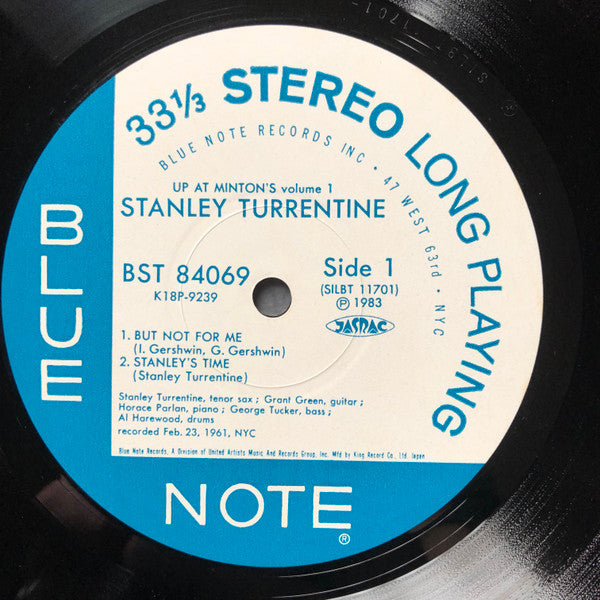 33⅓ STEREO LONG PLAYING
BLUE NOTE RECORDS INC • 47 WEST 63rd • NYC
UP AT MINTON'S volume 1
STANLEY TURRENTINE
BST 84069
K18P-9239
Side 1
(SILBT 11701)
Ⓟ 1983
JASRAC
1. BUT NOT FOR ME
(I. Gershwin, G. Gershwin)
2. STANLEY'S TIME
(Stanley Turrentine)
Stanley Turrentine, tenor sax ; Grant Green, guitar ;
Horace Parlan, piano ; George Tucker, bass ;
Al Harewood, drums
recorded Feb. 23, 1961, NYC
Blue Note Records, A Division of United Artists Music And Records Group, Inc. Mfd by King Record Co., Ltd. Japan
BLUE
NOTE
®